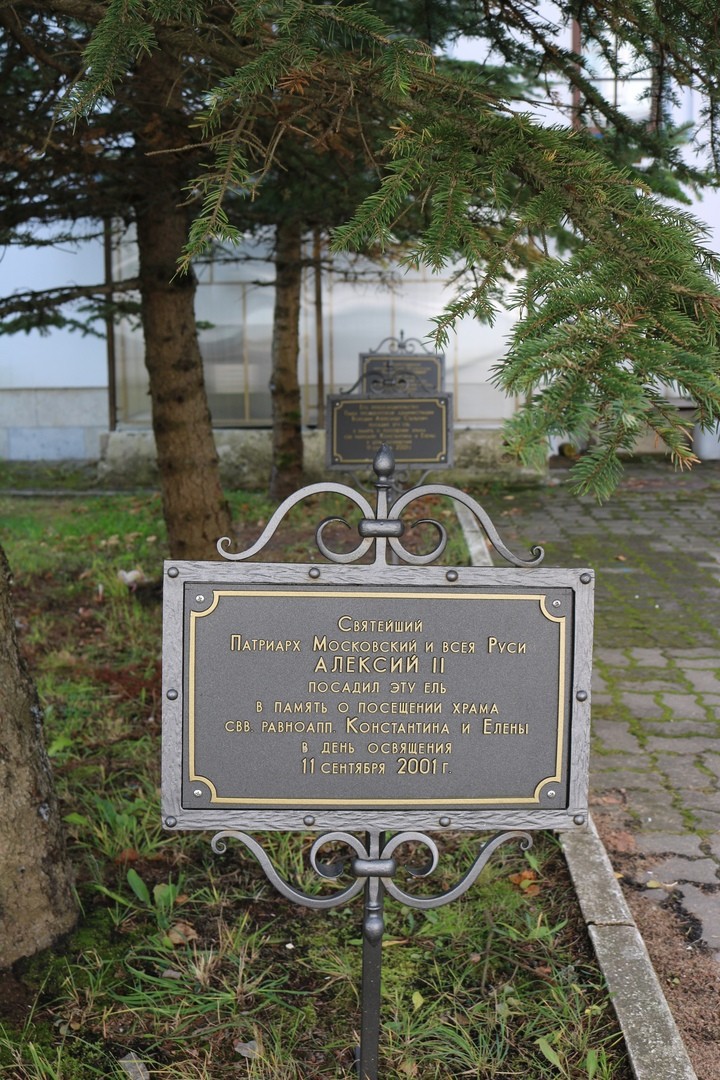 Святейший
Патриарх Московский и всея Руси
АЛЕКСИЙ II
посадил эту ель
в память о посещении храма
свв. равноапп. Константина и Елены
в день освящения
11 сентября 2001 г.